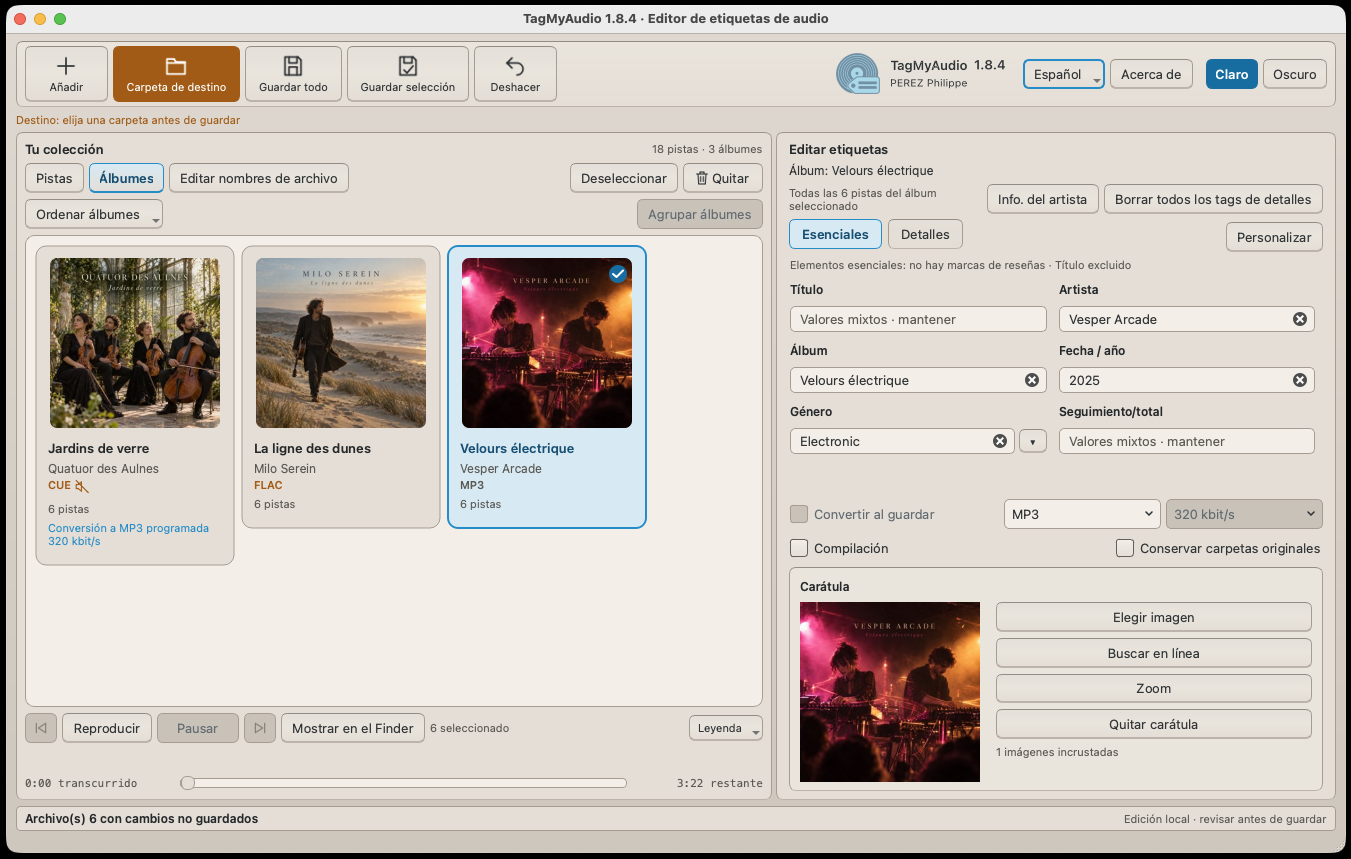 TagMyAudio 1.8.4 · Editor de etiquetas de audio
Añadir
Carpeta de destino
Guardar todo
Guardar selección
Deshacer
TagMyAudio 1.8.4
PEREZ Philippe
Español
Acerca de
Claro
Oscuro
Destino: elija una carpeta antes de guardar
Tu colección
18 pistas · 3 álbumes
Pistas
Álbumes
Editar nombres de archivo
Deseleccionar
Quitar
Ordenar álbumes
Agrupar álbumes
QUATUOR DES AULNES
Jardins de verre
MILO SEREIN
La ligne des dunes
VESPER ARCADE
Velours électrique
Jardins de verre
Quatuor des Aulnes
CUE
6 pistas
Conversión a MP3 programada
320 kbit/s
La ligne des dunes
Milo Serein
FLAC
6 pistas
Velours électrique
Vesper Arcade
MP3
6 pistas
Reproducir
Pausar
Mostrar en el Finder
6 seleccionado
Leyenda
0:00 transcurrido
3:22 restante
Editar etiquetas
Álbum: Velours électrique
Todas las 6 pistas del álbum
seleccionado
Info. del artista
Borrar todos los tags de detalles
Esenciales
Detalles
Personalizar
Elementos esenciales: no hay marcas de reseñas · Título excluido
Título
Artista
Valores mixtos · mantener
Vesper Arcade
Álbum
Fecha / año
Velours électrique
2025
Género
Seguimiento/total
Electronic
Valores mixtos · mantener
Convertir al guardar
MP3
320 kbit/s
Compilación
Conservar carpetas originales
Carátula
VESPER ARCADE
Velours électrique
Elegir imagen
Buscar en línea
Zoom
Quitar carátula
1 imágenes incrustadas
Archivo(s) 6 con cambios no guardados
Edición local · revisar antes de guardar